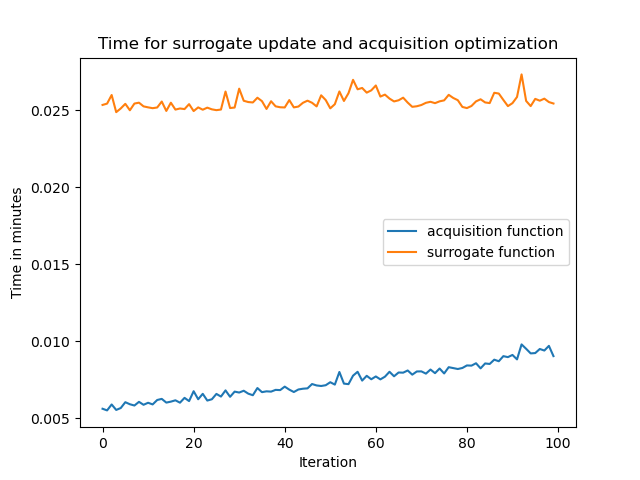 Time for surrogate update and acquisition optimization
0.025
0.020
0.015
0.010
0.005
Time in minutes
acquisition function
surrogate function
0 20 40 60 80 100
Iteration